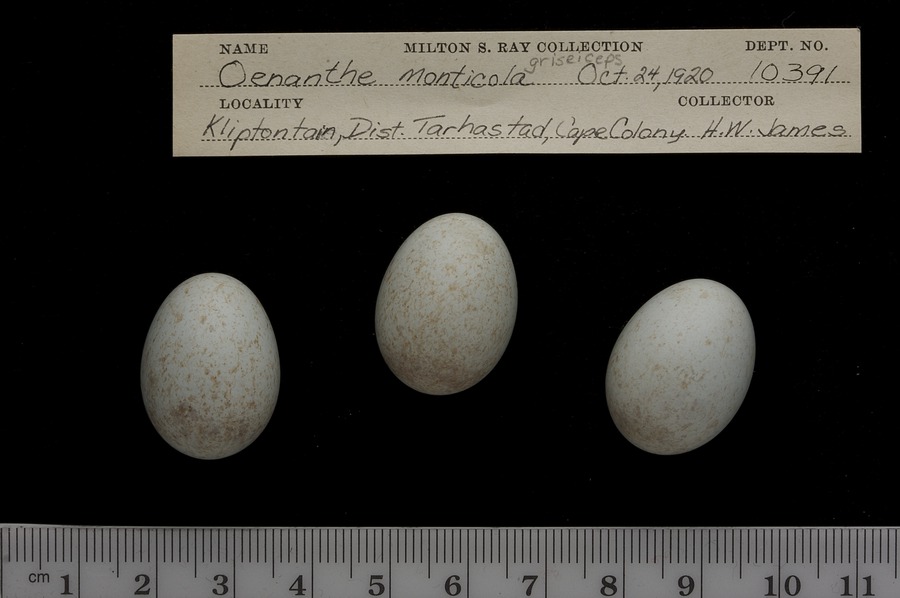 NAME MILTON S. RAY COLLECTION DEPT. NO.
griseiceps
Oenanthe monticola Oct. 24, 1920 10391
LOCALITY COLLECTOR
Kliptontain, Dist. Tarhastad, Cape Colony. H.W. James
cm 1 2 3 4 5 6 7 8 9 10 11